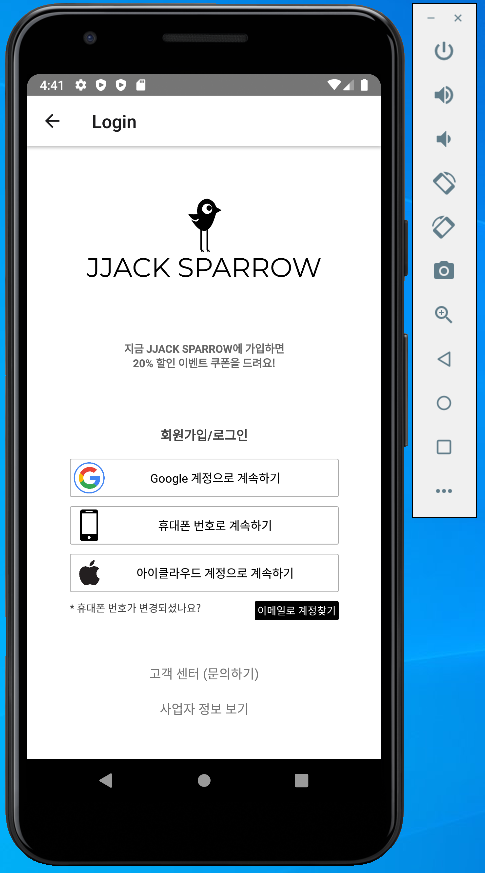 4:41
Login
JJACK SPARROW
지금 JJACK SPARROW에 가입하면
20% 할인 이벤트 쿠폰을 드려요!
회원가입/로그인
Google 계정으로 계속하기
휴대폰 번호로 계속하기
아이클라우드 계정으로 계속하기
* 휴대폰 번호가 변경되셨나요?
이메일로 계정찾기
고객 센터 (문의하기)
사업자 정보 보기